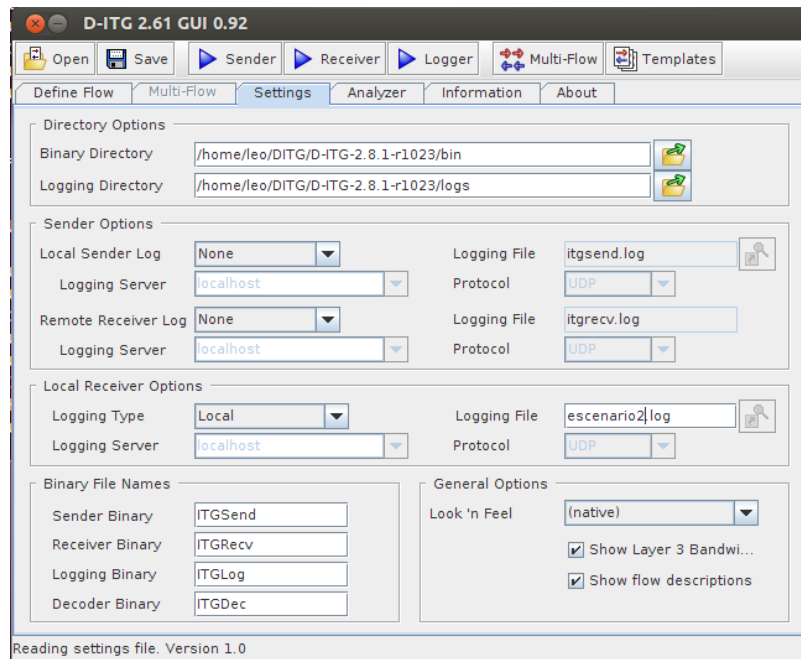 D-ITG 2.61 GUI 0.92
Open Save Sender Receiver Logger Multi-Flow Templates
Define Flow Multi-Flow Settings Analyzer Information About
Directory Options
Binary Directory /home/leo/DITG/D-ITG-2.8.1-r1023/bin
Logging Directory /home/leo/DITG/D-ITG-2.8.1-r1023/logs
Sender Options
Local Sender Log None Logging File itgsend.log
Logging Server localhost Protocol UDP
Remote Receiver Log None Logging File itgrecv.log
Logging Server localhost Protocol UDP
Local Receiver Options
Logging Type Local Logging File escenario2.log
Logging Server localhost Protocol UDP
Binary File Names General Options
Sender Binary ITGSend Look 'n Feel (native)
Receiver Binary ITGRecv Show Layer 3 Bandwi...
Logging Binary ITGLog Show flow descriptions
Decoder Binary ITGDec
Reading settings file. Version 1.0